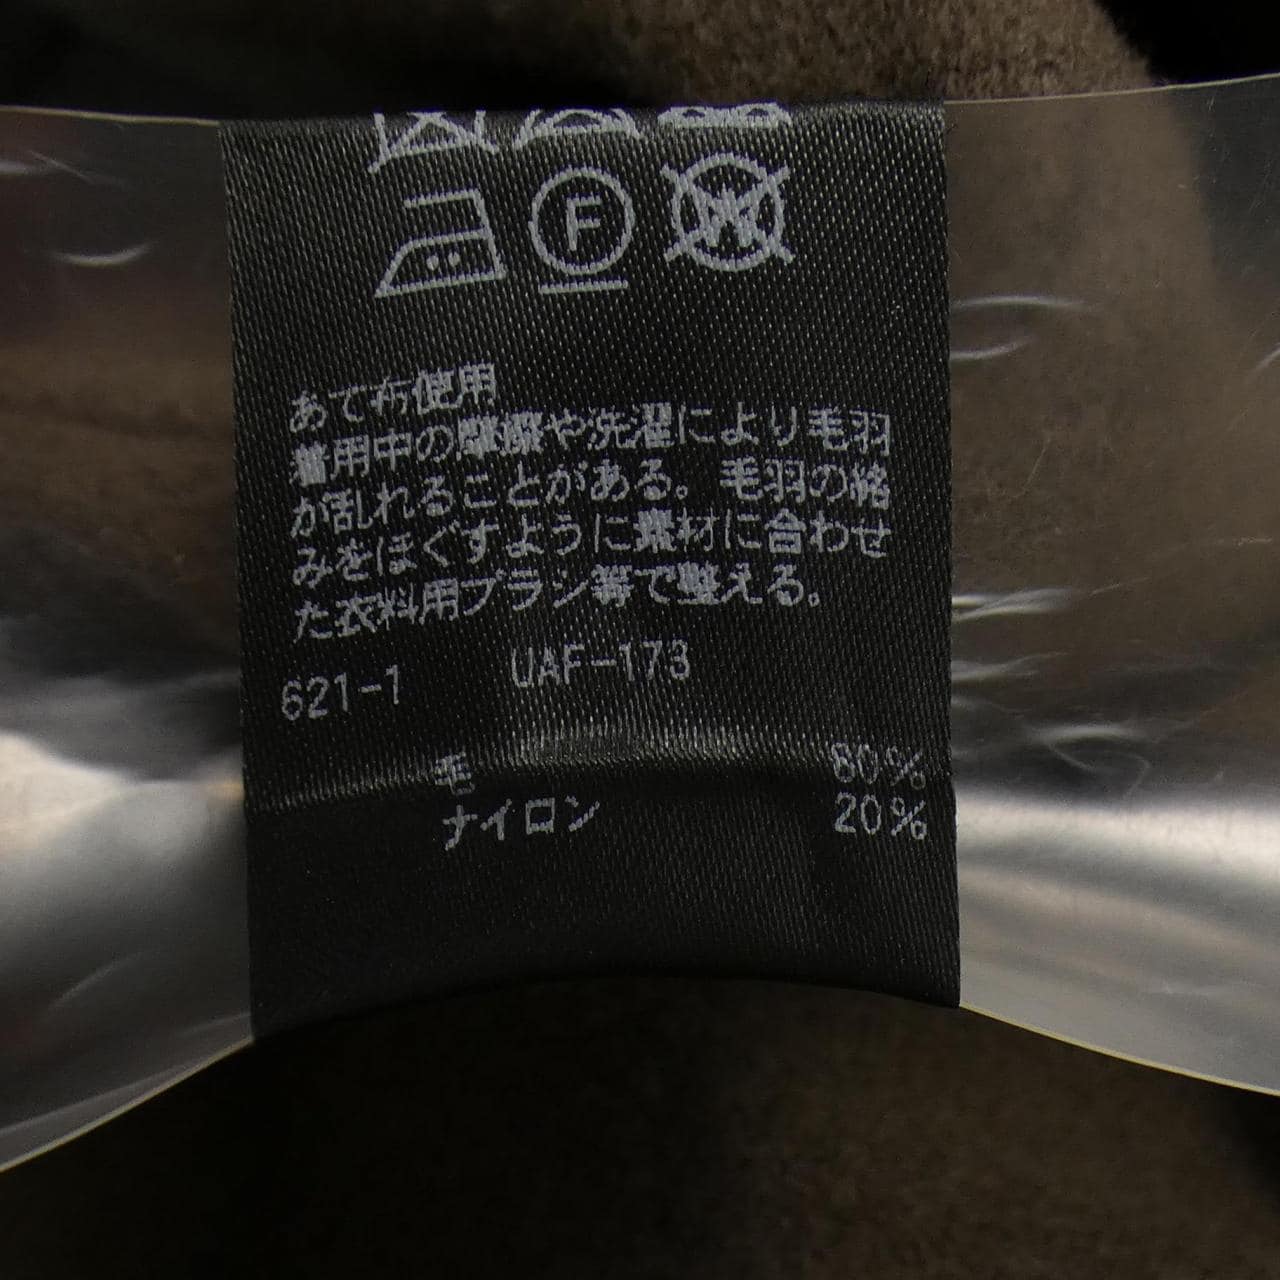 F
W
あて布使用
着用中の摩擦や洗濯により毛羽
が乱れることがある。毛羽の絡
みをほぐすように素材に合わせ
た衣料用ブラシ等で整える。
621-1 UAF-173
毛 80%
ナイロン 20%